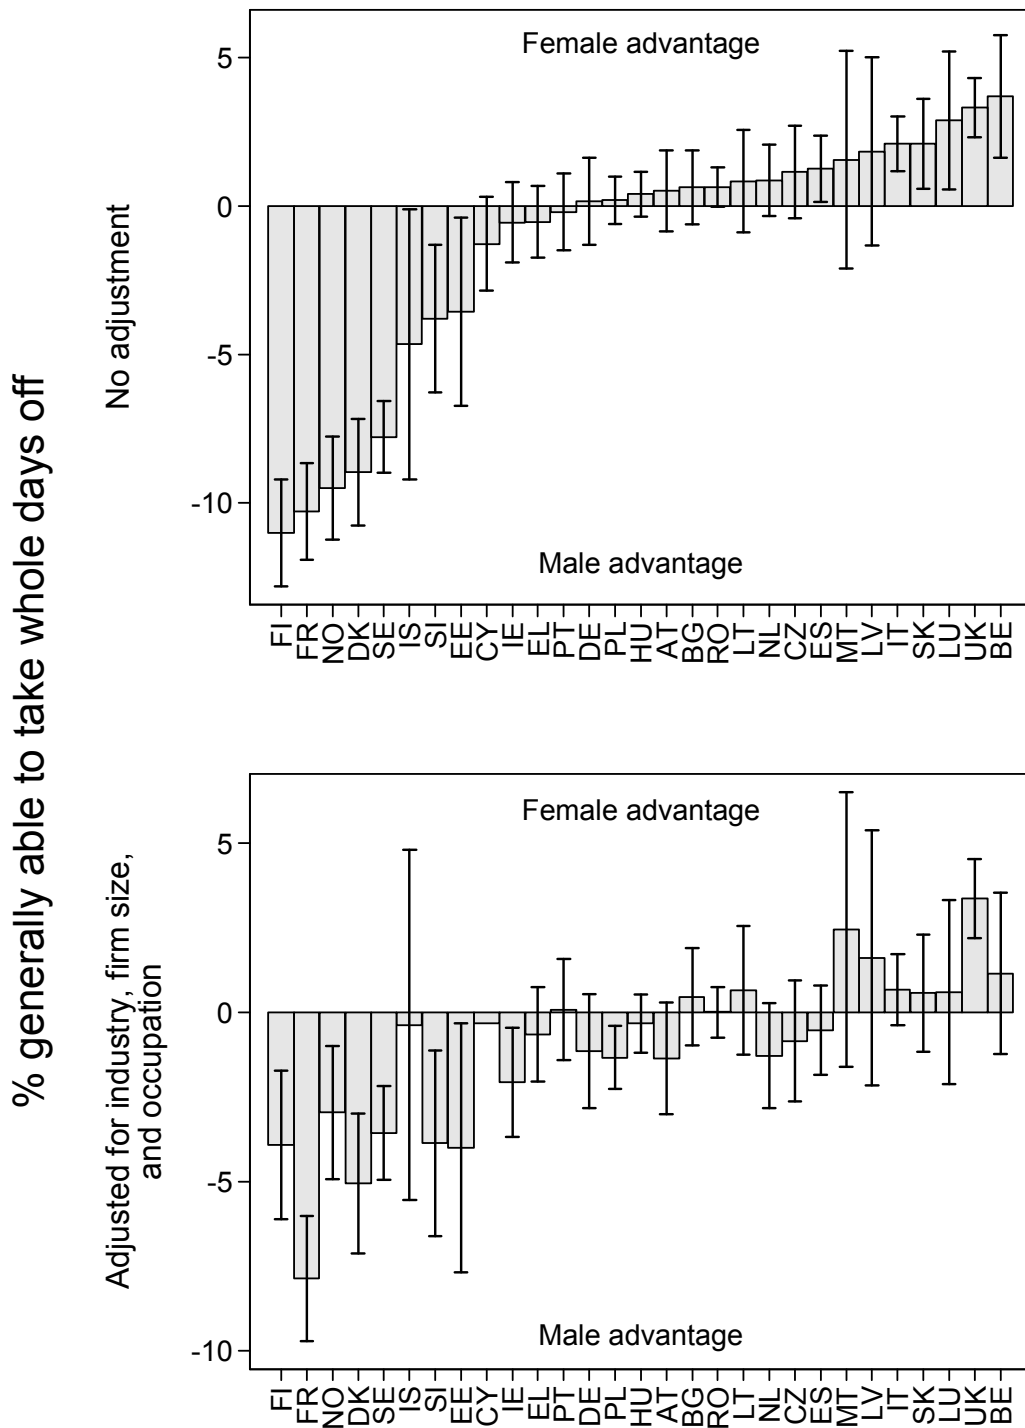 % generally able to take whole days off
No adjustment
Female advantage
5
0
-5
-10
Male advantage
FI FR NO DK SE IS SI EE CY IE EL PT DE PL HU AT BG RO LT NL CZ ES MT LV IT SK LU UK BE
Adjusted for industry, firm size,
and occupation
Female advantage
5
0
-5
-10
Male advantage
FI FR NO DK SE IS SI EE CY IE EL PT DE PL HU AT BG RO LT NL CZ ES MT LV IT SK LU UK BE